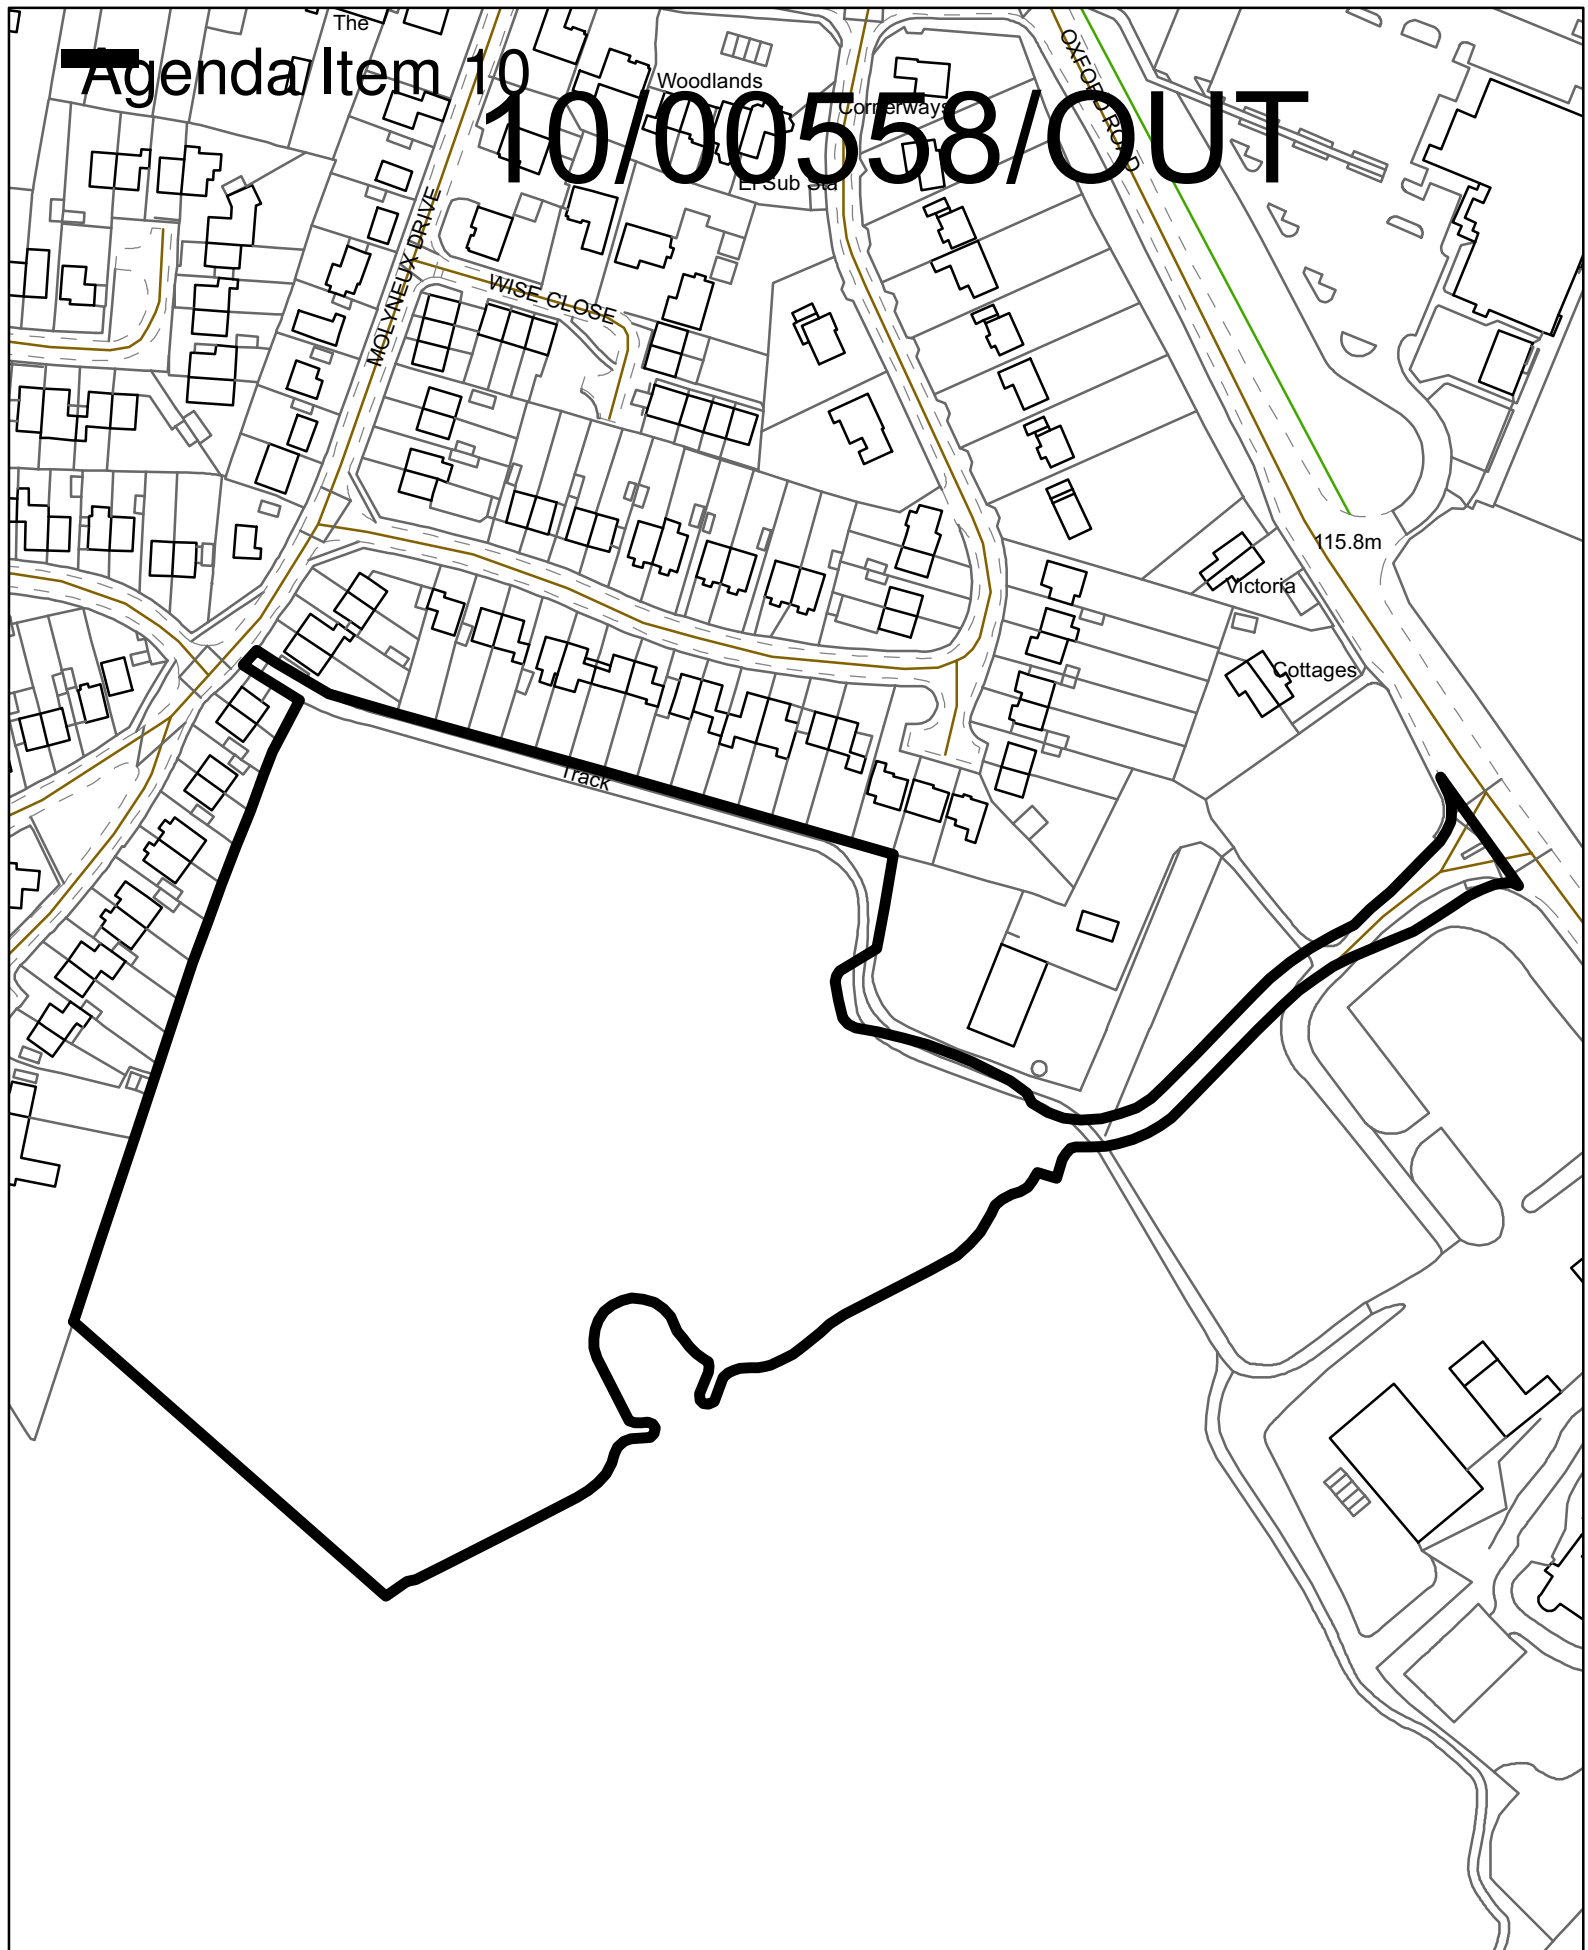 The
Agenda Item 10
10/00558/OUT
Woodlands
Cornerways
El Sub Sta
OXFORD ROAD
MOLYNEUX DRIVE
WISE CLOSE
115.8m
Victoria
Cottages
Track